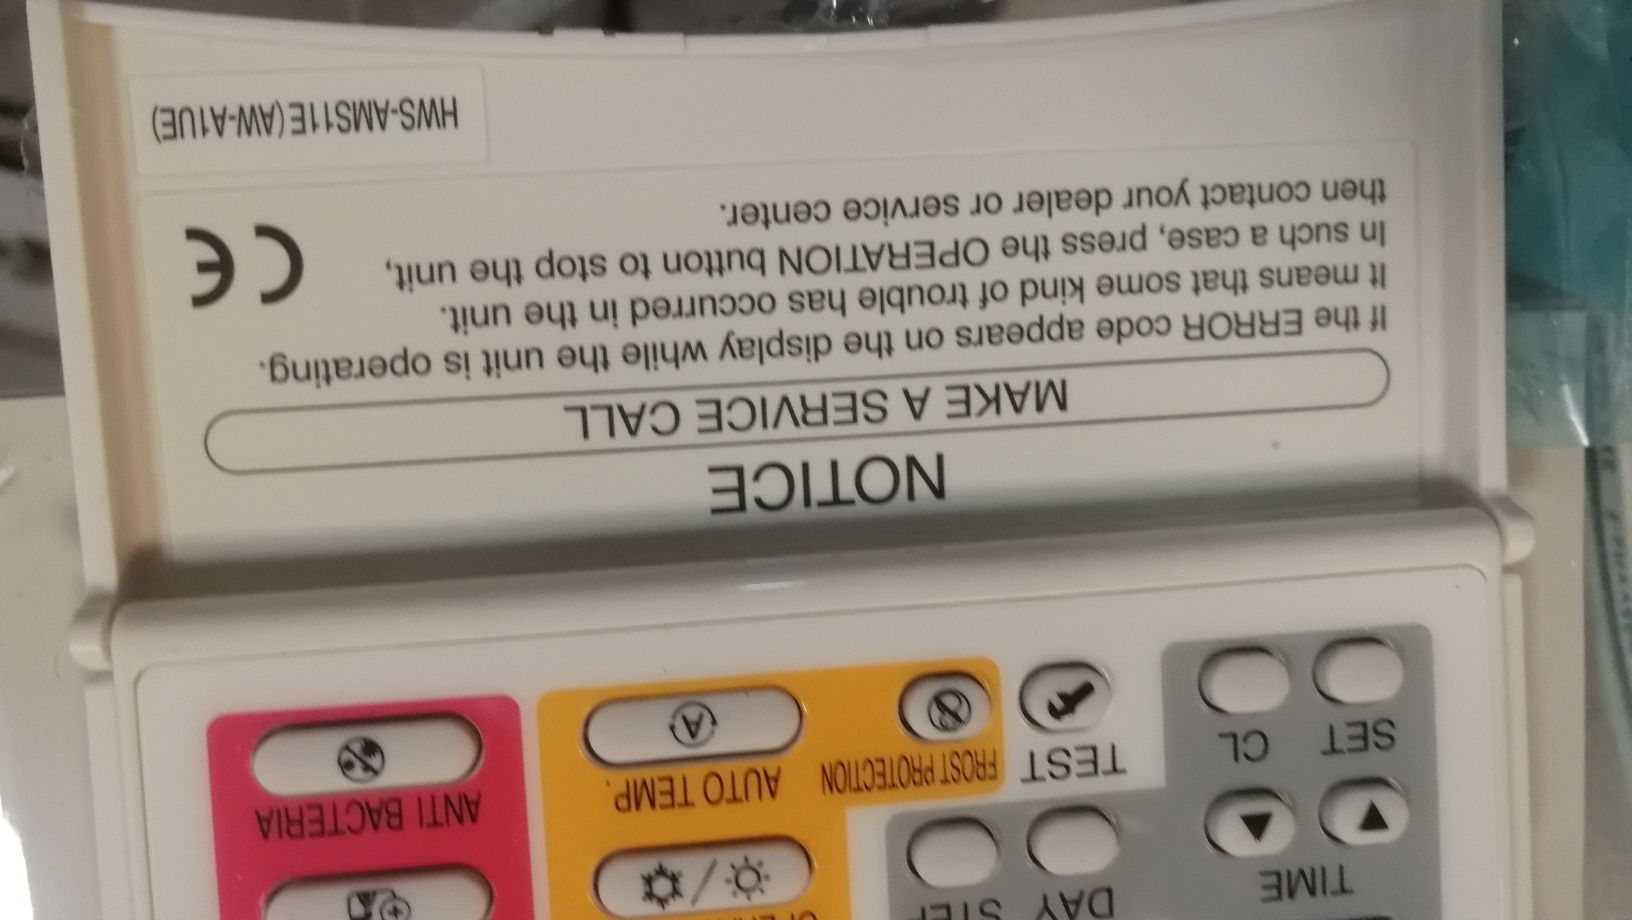 TIME
DAY STEP
SET CL
TEST
FROST PROTECTION
AUTO TEMP.
ANTI BACTERIA
NOTICE
MAKE A SERVICE CALL
If the ERROR code appears on the display while the unit is operating.
It means that some kind of trouble has occurred in the unit.
In such a case, press the OPERATION button to stop the unit,
then contact your dealer or service center.
CE
HWS-AMS11E (AW-A1UE)